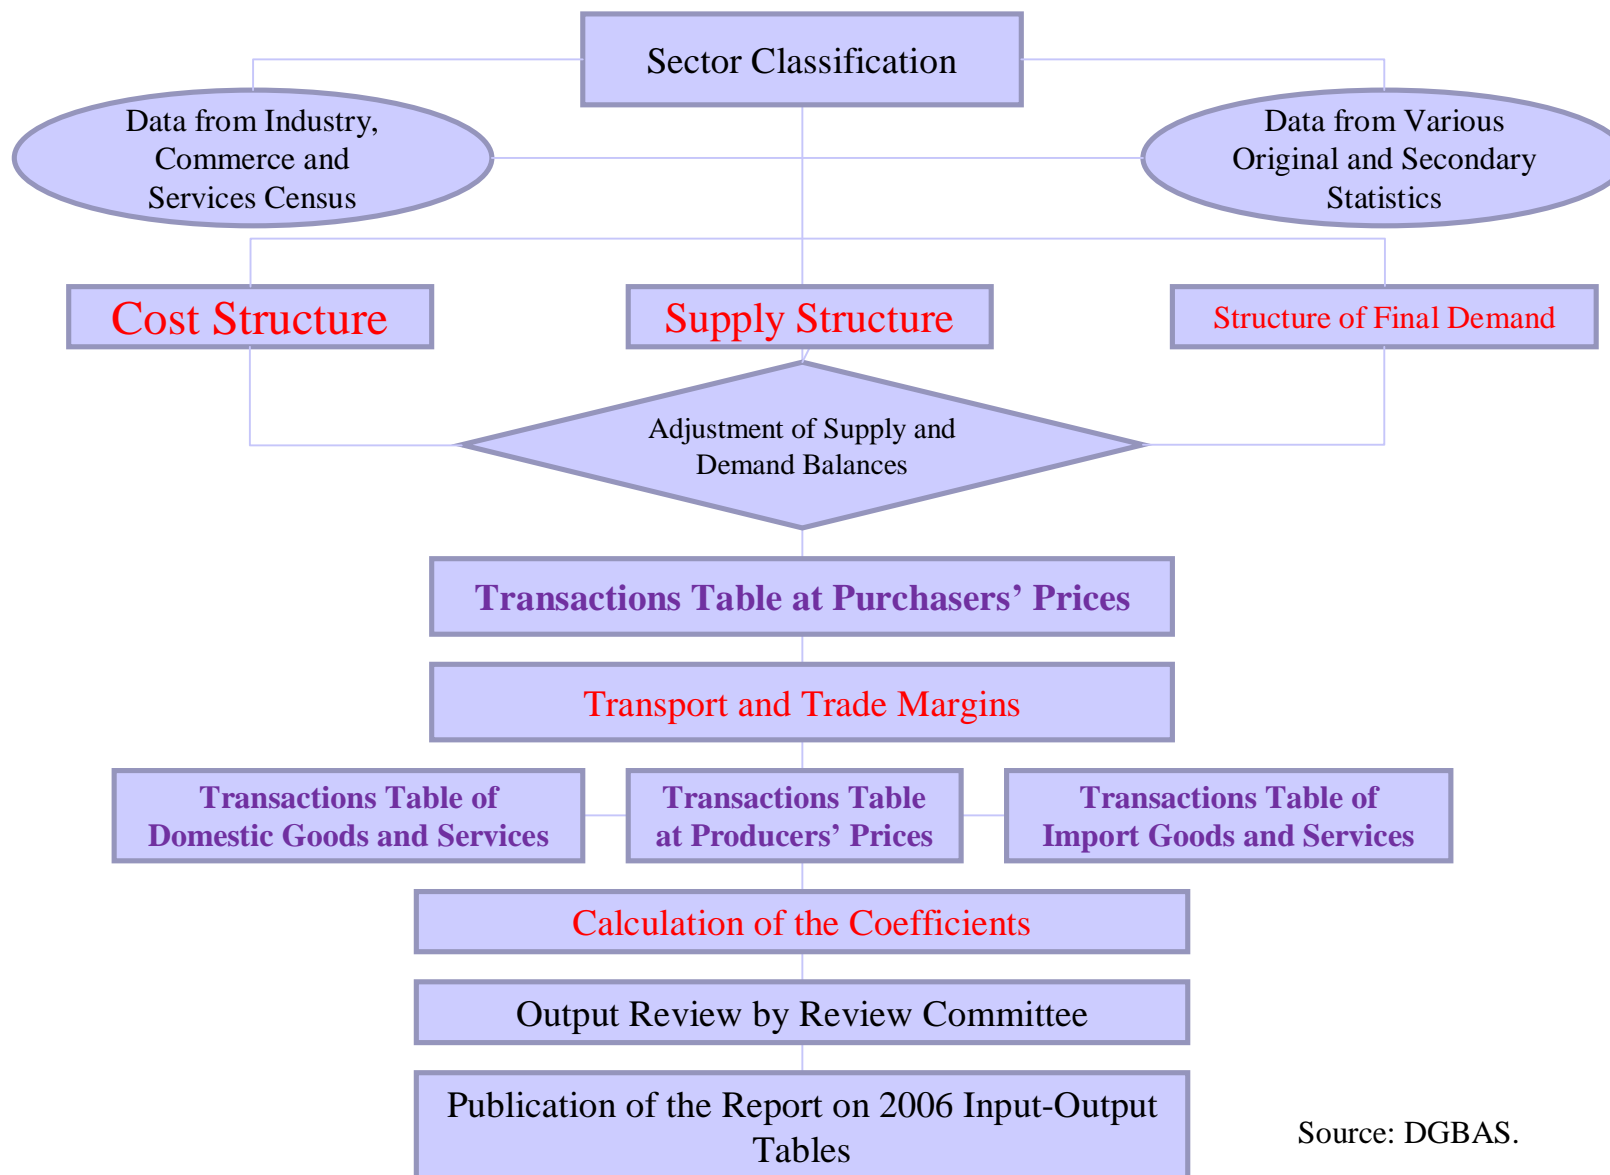 Sector Classification
Data from Industry,
Commerce and
Services Census
Data from Various
Original and Secondary
Statistics
Cost Structure
Supply Structure
Structure of Final Demand
Adjustment of Supply and
Demand Balances
Transactions Table at Purchasers’ Prices
Transport and Trade Margins
Transactions Table of
Domestic Goods and Services
Transactions Table
at Producers’ Prices
Transactions Table of
Import Goods and Services
Calculation of the Coefficients
Output Review by Review Committee
Publication of the Report on 2006 Input-Output
Tables
Source: DGBAS.